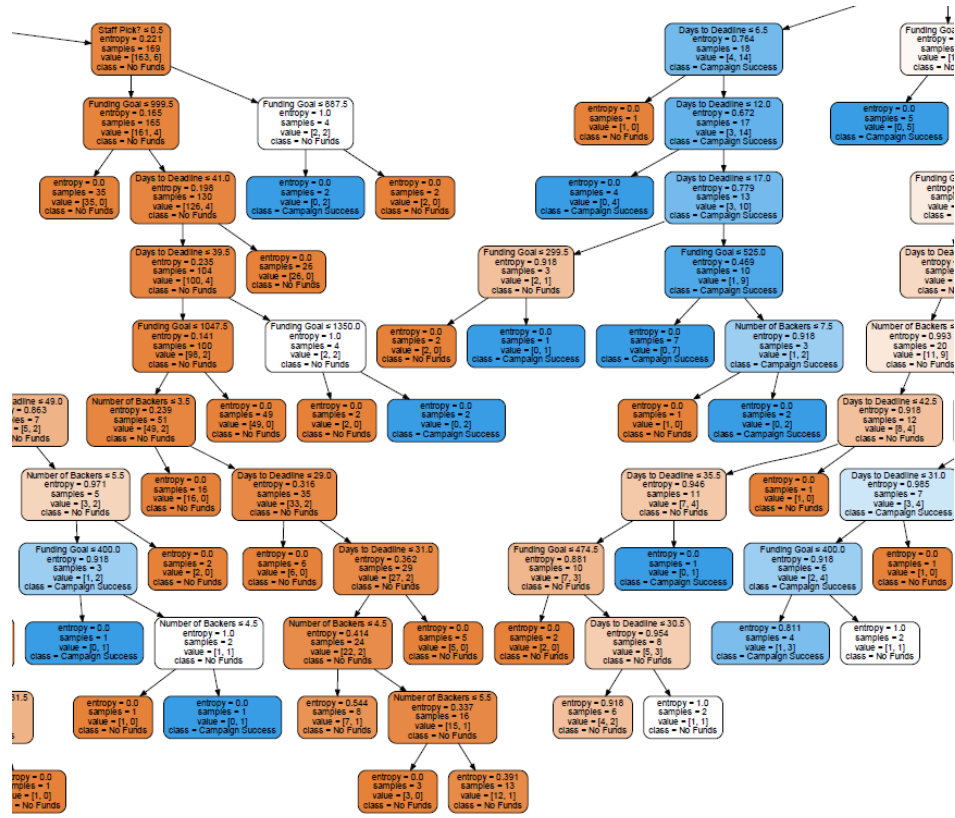 Staff Pick? ≤ 0.5
entropy = 0.221
samples = 169
value = [163, 6]
class = No Funds
Days to Deadline ≤ 6.5
entropy = 0.764
samples = 18
value = [4, 14]
class = Campaign Success
Funding Goal
entropy
samples
value = [1
class = No
Funding Goal ≤ 999.5
entropy = 0.165
samples = 165
value = [161, 4]
class = No Funds
Funding Goal ≤ 887.5
entropy = 1.0
samples = 4
value = [2, 2]
class = No Funds
entropy = 0.0
samples = 1
value = [1, 0]
class = No Funds
Days to Deadline ≤ 12.0
entropy = 0.672
samples = 17
value = [3, 14]
class = Campaign Success
entropy = 0.0
samples = 5
value = [0, 5]
class = Campaign Success
entropy = 0.0
samples = 35
value = [35, 0]
class = No Funds
Days to Deadline ≤ 41.0
entropy = 0.198
samples = 130
value = [126, 4]
class = No Funds
entropy = 0.0
samples = 2
value = [0, 2]
class = Campaign Success
entropy = 0.0
samples = 2
value = [2, 0]
class = No Funds
entropy = 0.0
samples = 4
value = [0, 4]
class = Campaign Success
Days to Deadline ≤ 17.0
entropy = 0.779
samples = 13
value = [3, 10]
class = Campaign Success
Funding G
entropy
samples
value =
class = N
Days to Deadline ≤ 39.5
entropy = 0.235
samples = 104
value = [100, 4]
class = No Funds
entropy = 0.0
samples = 26
value = [26, 0]
class = No Funds
Funding Goal ≤ 299.5
entropy = 0.918
samples = 3
value = [2, 1]
class = No Funds
Funding Goal ≤ 525.0
entropy = 0.469
samples = 10
value = [1, 9]
class = Campaign Success
Days to Dea
entropy
samples
value = [
class = N
Funding Goal ≤ 1047.5
entropy = 0.141
samples = 100
value = [98, 2]
class = No Funds
Funding Goal ≤ 1350.0
entropy = 1.0
samples = 4
value = [2, 2]
class = No Funds
entropy = 0.0
samples = 2
value = [2, 0]
class = No Funds
entropy = 0.0
samples = 1
value = [0, 1]
class = Campaign Success
entropy = 0.0
samples = 7
value = [0, 7]
class = Campaign Success
Number of Backers ≤ 7.5
entropy = 0.918
samples = 3
value = [1, 2]
class = Campaign Success
Number of Backers ≤
entropy = 0.993
samples = 20
value = [11, 9]
class = No Funds
adline ≤ 49.0
= 0.863
es = 7
= [5, 2]
No Funds
Number of Backers ≤ 3.5
entropy = 0.239
samples = 51
value = [49, 2]
class = No Funds
entropy = 0.0
samples = 49
value = [49, 0]
class = No Funds
entropy = 0.0
samples = 2
value = [2, 0]
class = No Funds
entropy = 0.0
samples = 2
value = [0, 2]
class = Campaign Success
entropy = 0.0
samples = 1
value = [1, 0]
class = No Funds
entropy = 0.0
samples = 2
value = [0, 2]
class = Campaign Success
Days to Deadline ≤ 42.5
entropy = 0.918
samples = 12
value = [8, 4]
class = No Funds
Number of Backers ≤ 5.5
entropy = 0.971
samples = 5
value = [3, 2]
class = No Funds
entropy = 0.0
samples = 16
value = [16, 0]
class = No Funds
Days to Deadline ≤ 29.0
entropy = 0.316
samples = 35
value = [33, 2]
class = No Funds
Days to Deadline ≤ 35.5
entropy = 0.946
samples = 11
value = [7, 4]
class = No Funds
entropy = 0.0
samples = 1
value = [1, 0]
class = No Funds
Days to Deadline ≤ 31.0
entropy = 0.985
samples = 7
value = [3, 4]
class = Campaign Success
Funding Goal ≤ 400.0
entropy = 0.918
samples = 3
value = [1, 2]
class = Campaign Success
entropy = 0.0
samples = 2
value = [2, 0]
class = No Funds
entropy = 0.0
samples = 6
value = [6, 0]
class = No Funds
Days to Deadline ≤ 31.0
entropy = 0.362
samples = 29
value = [27, 2]
class = No Funds
Funding Goal ≤ 474.5
entropy = 0.881
samples = 10
value = [7, 3]
class = No Funds
entropy = 0.0
samples = 1
value = [0, 1]
class = Campaign Success
Funding Goal ≤ 400.0
entropy = 0.918
samples = 6
value = [2, 4]
class = Campaign Success
entropy = 0.0
samples = 1
value = [1, 0]
class = No Funds
entropy = 0.0
samples = 1
value = [0, 1]
class = Campaign Success
Number of Backers ≤ 4.5
entropy = 1.0
samples = 2
value = [1, 1]
class = No Funds
Number of Backers ≤ 4.5
entropy = 0.414
samples = 24
value = [22, 2]
class = No Funds
entropy = 0.0
samples = 5
value = [5, 0]
class = No Funds
entropy = 0.0
samples = 2
value = [2, 0]
class = No Funds
Days to Deadline ≤ 30.5
entropy = 0.954
samples = 8
value = [5, 3]
class = No Funds
entropy = 0.811
samples = 4
value = [1, 3]
class = Campaign Success
entropy = 1.0
samples = 2
value = [1, 1]
class = No Funds
31.5
s
entropy = 0.0
samples = 1
value = [1, 0]
class = No Funds
entropy = 0.0
samples = 1
value = [0, 1]
class = Campaign Success
entropy = 0.544
samples = 8
value = [7, 1]
class = No Funds
Number of Backers ≤ 5.5
entropy = 0.337
samples = 16
value = [15, 1]
class = No Funds
entropy = 0.918
samples = 6
value = [4, 2]
class = No Funds
entropy = 1.0
samples = 2
value = [1, 1]
class = No Funds
ropy = 0.0
mples = 1
ue = [1, 0]
= No Funds
entropy = 0.0
samples = 3
value = [3, 0]
class = No Funds
entropy = 0.391
samples = 13
value = [12, 1]
class = No Funds